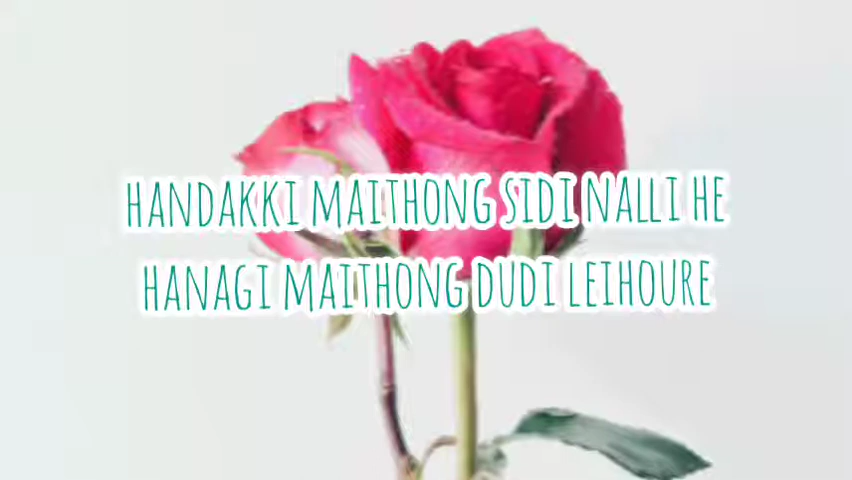 HANDAKKI MAITHONG SIDI NALLI HE
HANAGI MAITHONG DUDI LEIHOURE